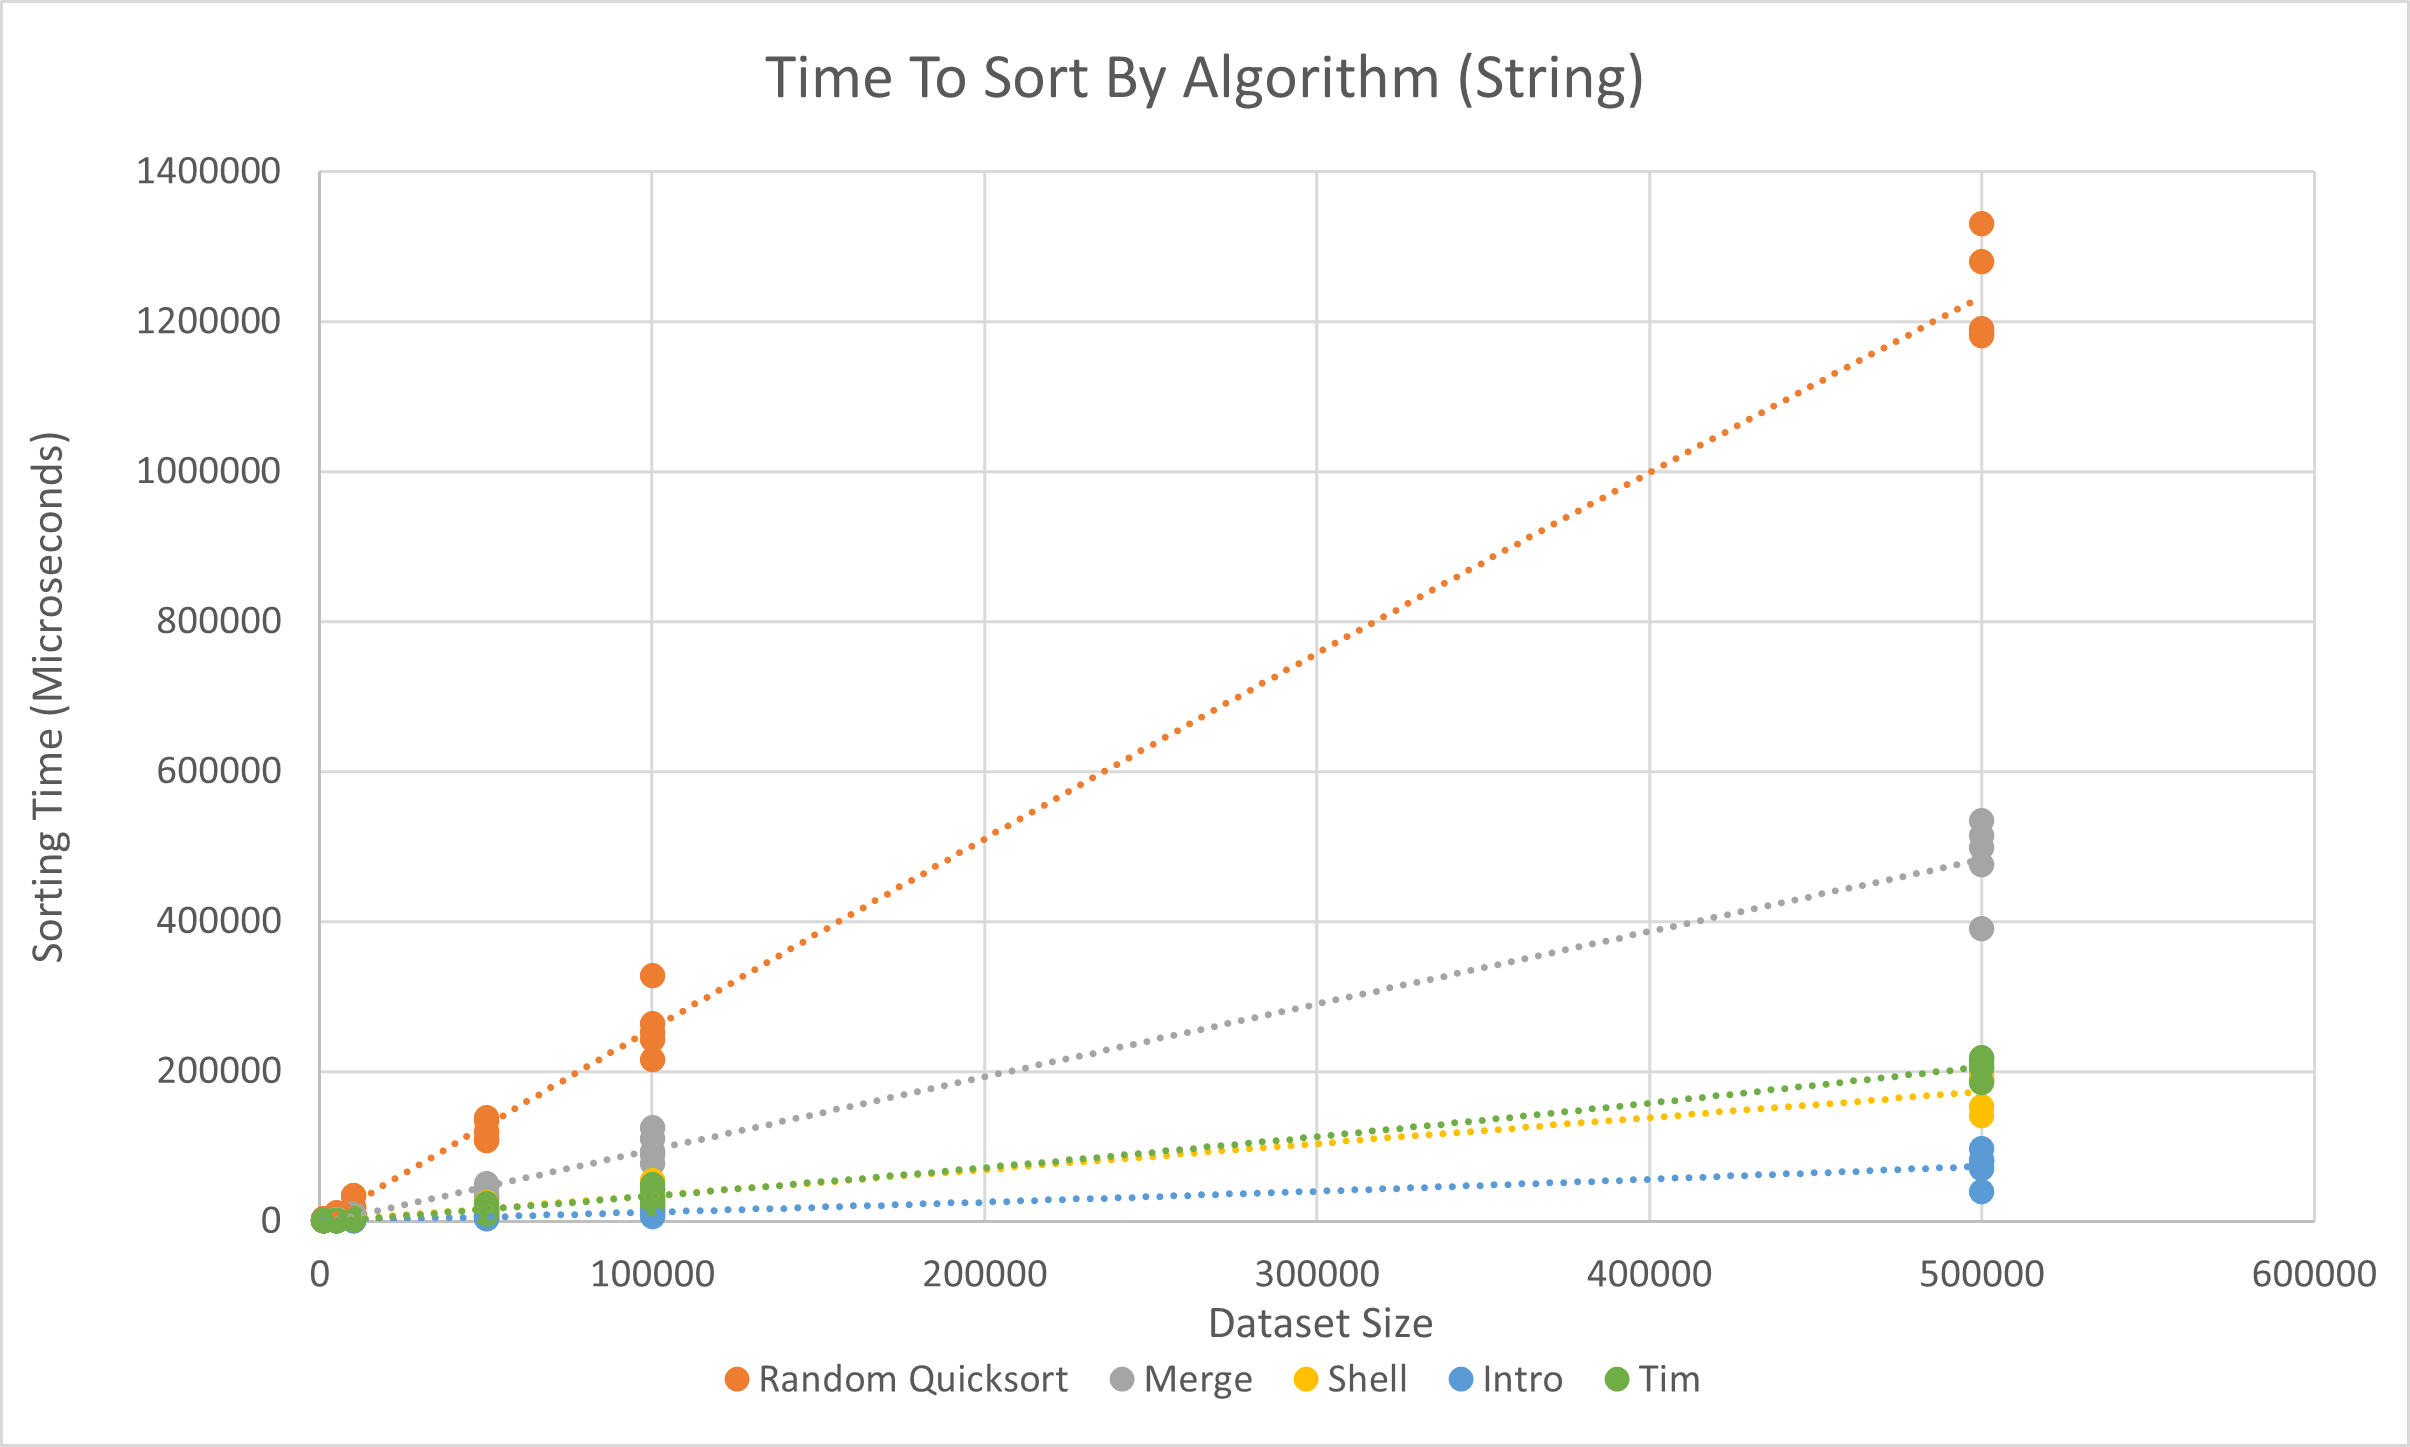 Time To Sort By Algorithm (String)
Sorting Time (Microseconds)
1400000
1200000
1000000
800000
600000
400000
200000
0
0 100000 200000 300000 400000 500000 600000
Dataset Size
Random Quicksort Merge Shell Intro Tim